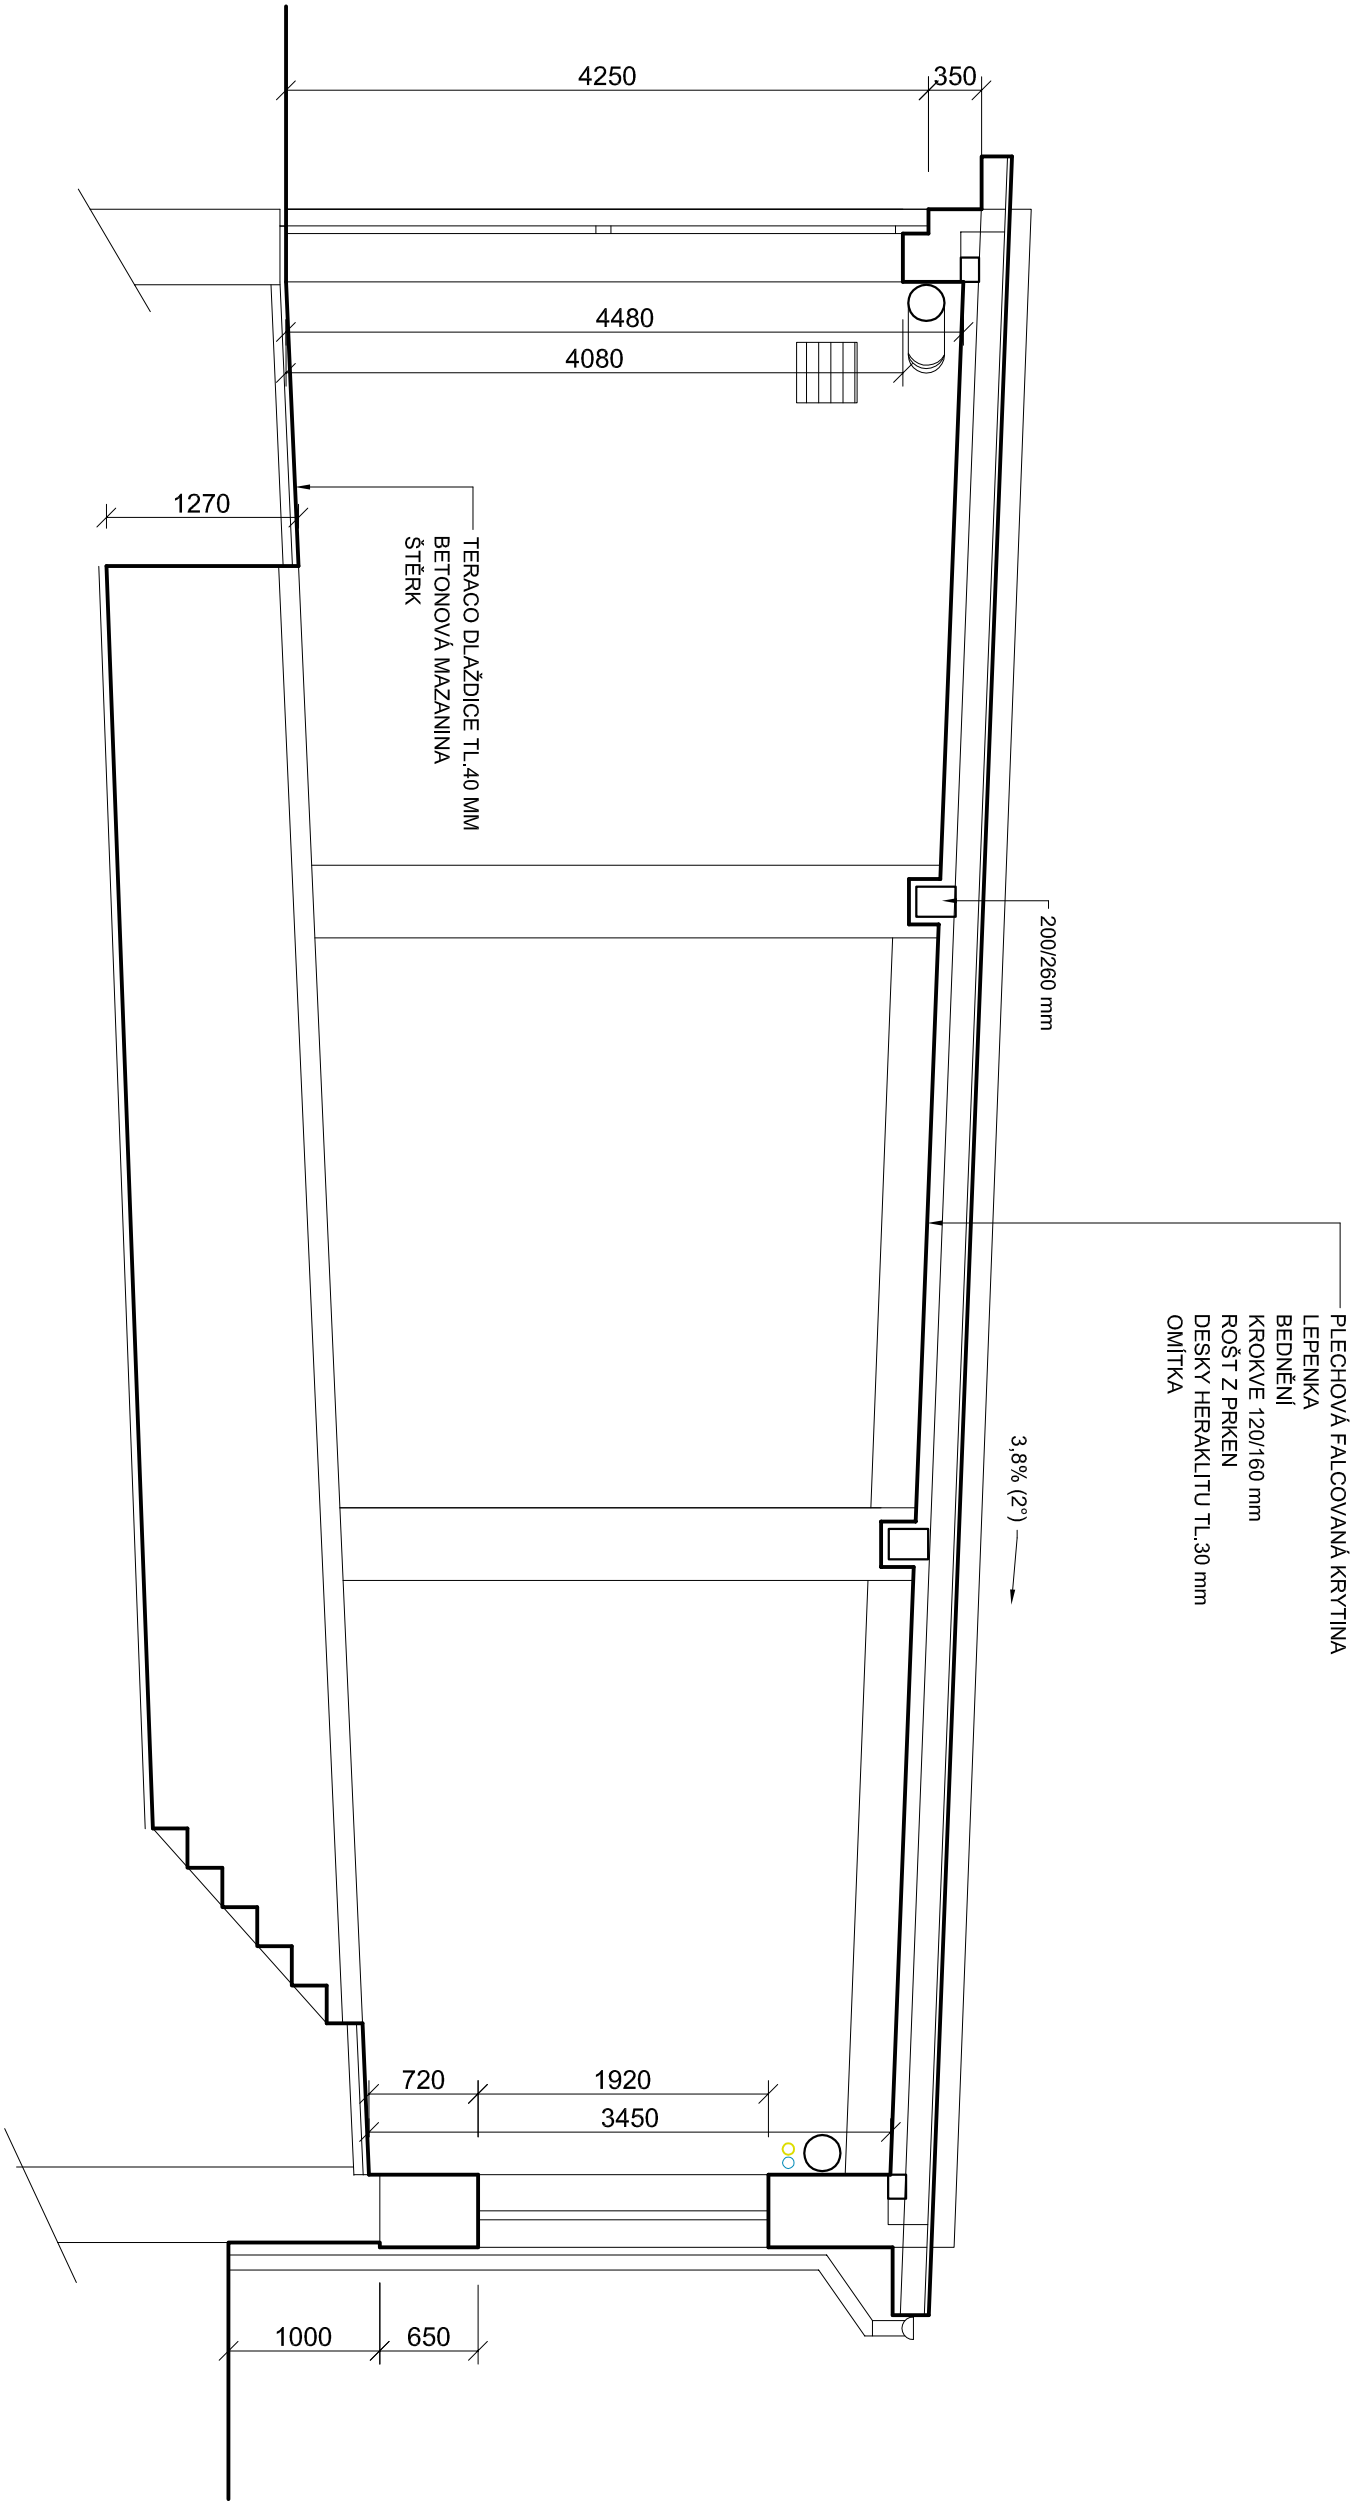 4250
350
4480
4080
1270
TERACO DLAŽDICE TL.40 MM
BETONOVÁ MAZANINA
ŠTĚRK
200/260 mm
PLECHOVÁ FALCOVANÁ KRYTINA
LEPENKA
BEDNĚNÍ
KROKVE 120/160 mm
ROŠT Z PRKEN
DESKY HERAKLITU TL.30 mm
OMÍTKA
3,8% (2°)
720
1920
3450
1000
650